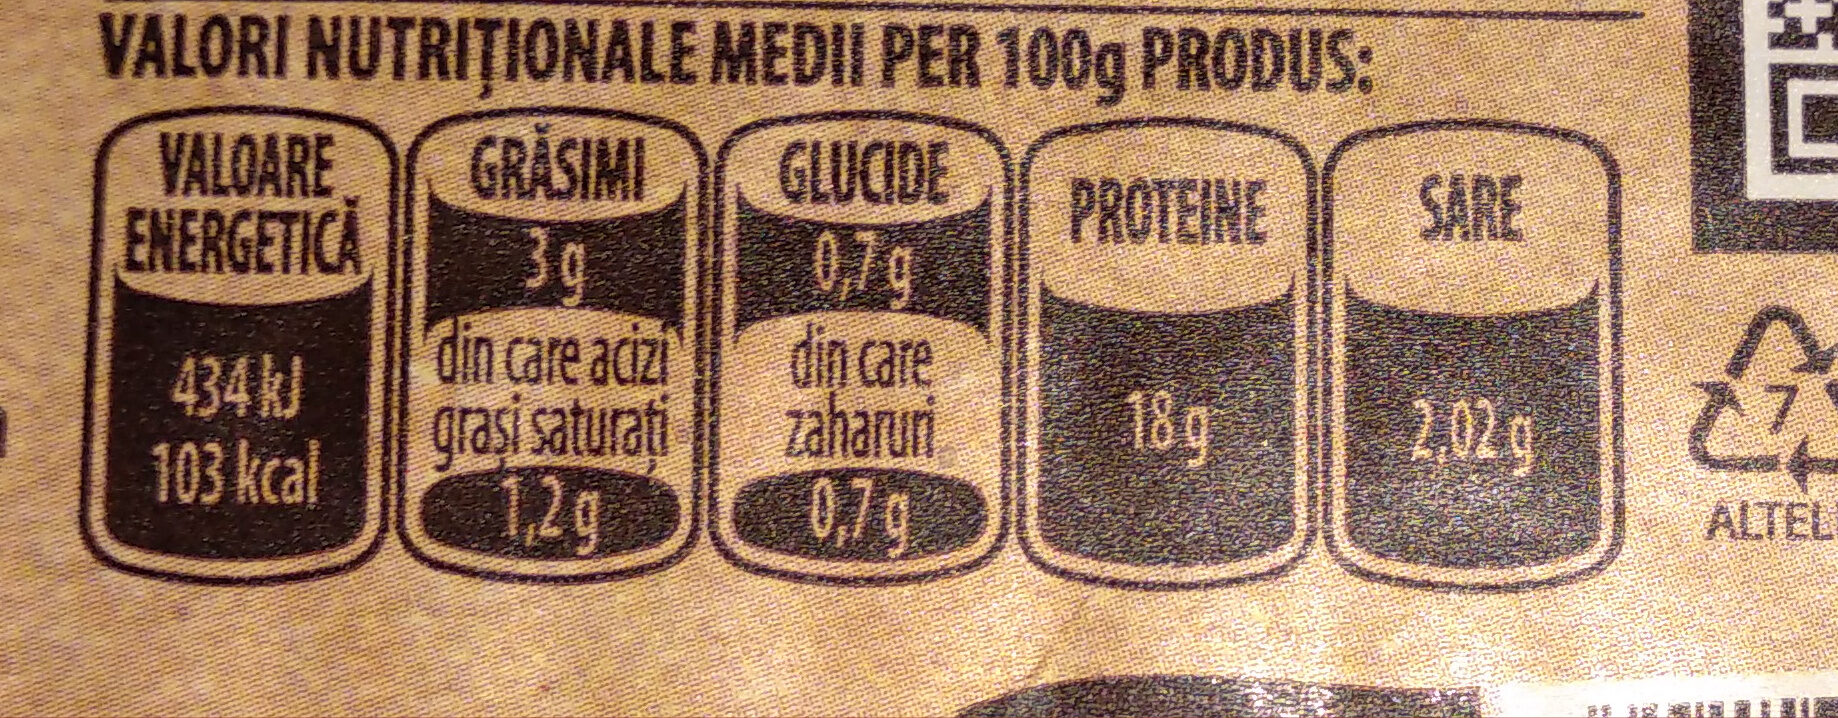 VALORI NUTRIȚIONALE MEDII PER 100g PRODUS:
VALOARE
ENERGETICĂ
434 kJ
103 kcal
GRĂSIMI
3 g
din care acizi
grași saturați
1,2 g
GLUCIDE
0,7 g
din care
zaharuri
0,7 g
PROTEINE
18 g
SARE
2,02 g
7
ALTEL